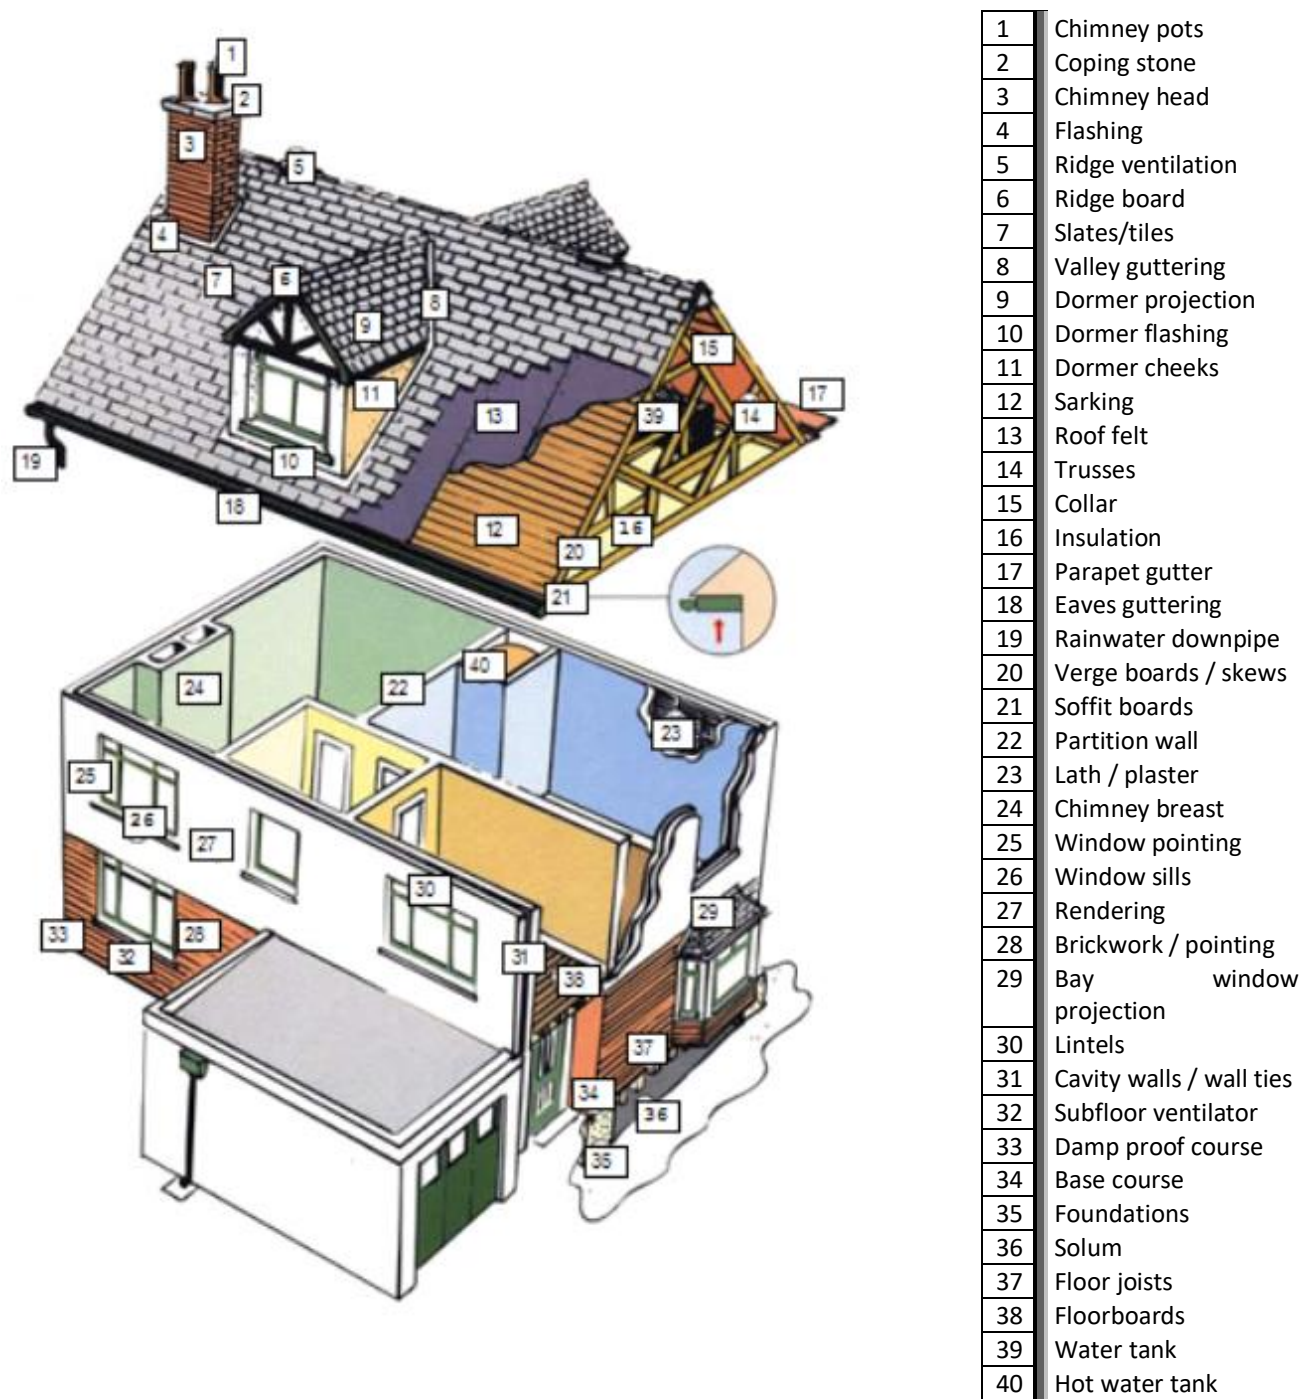 1
2
3
5
4
7
6
8
9
15
11
17
13
39
14
10
19
18
12
16
20
21
40
24
22
23
25
26
27
30
29
33
28
32
31
38
37
34
36
35
1 Chimney pots
2 Coping stone
3 Chimney head
4 Flashing
5 Ridge ventilation
6 Ridge board
7 Slates/tiles
8 Valley guttering
9 Dormer projection
10 Dormer flashing
11 Dormer cheeks
12 Sarking
13 Roof felt
14 Trusses
15 Collar
16 Insulation
17 Parapet gutter
18 Eaves guttering
19 Rainwater downpipe
20 Verge boards / skews
21 Soffit boards
22 Partition wall
23 Lath / plaster
24 Chimney breast
25 Window pointing
26 Window sills
27 Rendering
28 Brickwork / pointing
29 Bay window
projection
30 Lintels
31 Cavity walls / wall ties
32 Subfloor ventilator
33 Damp proof course
34 Base course
35 Foundations
36 Solum
37 Floor joists
38 Floorboards
39 Water tank
40 Hot water tank